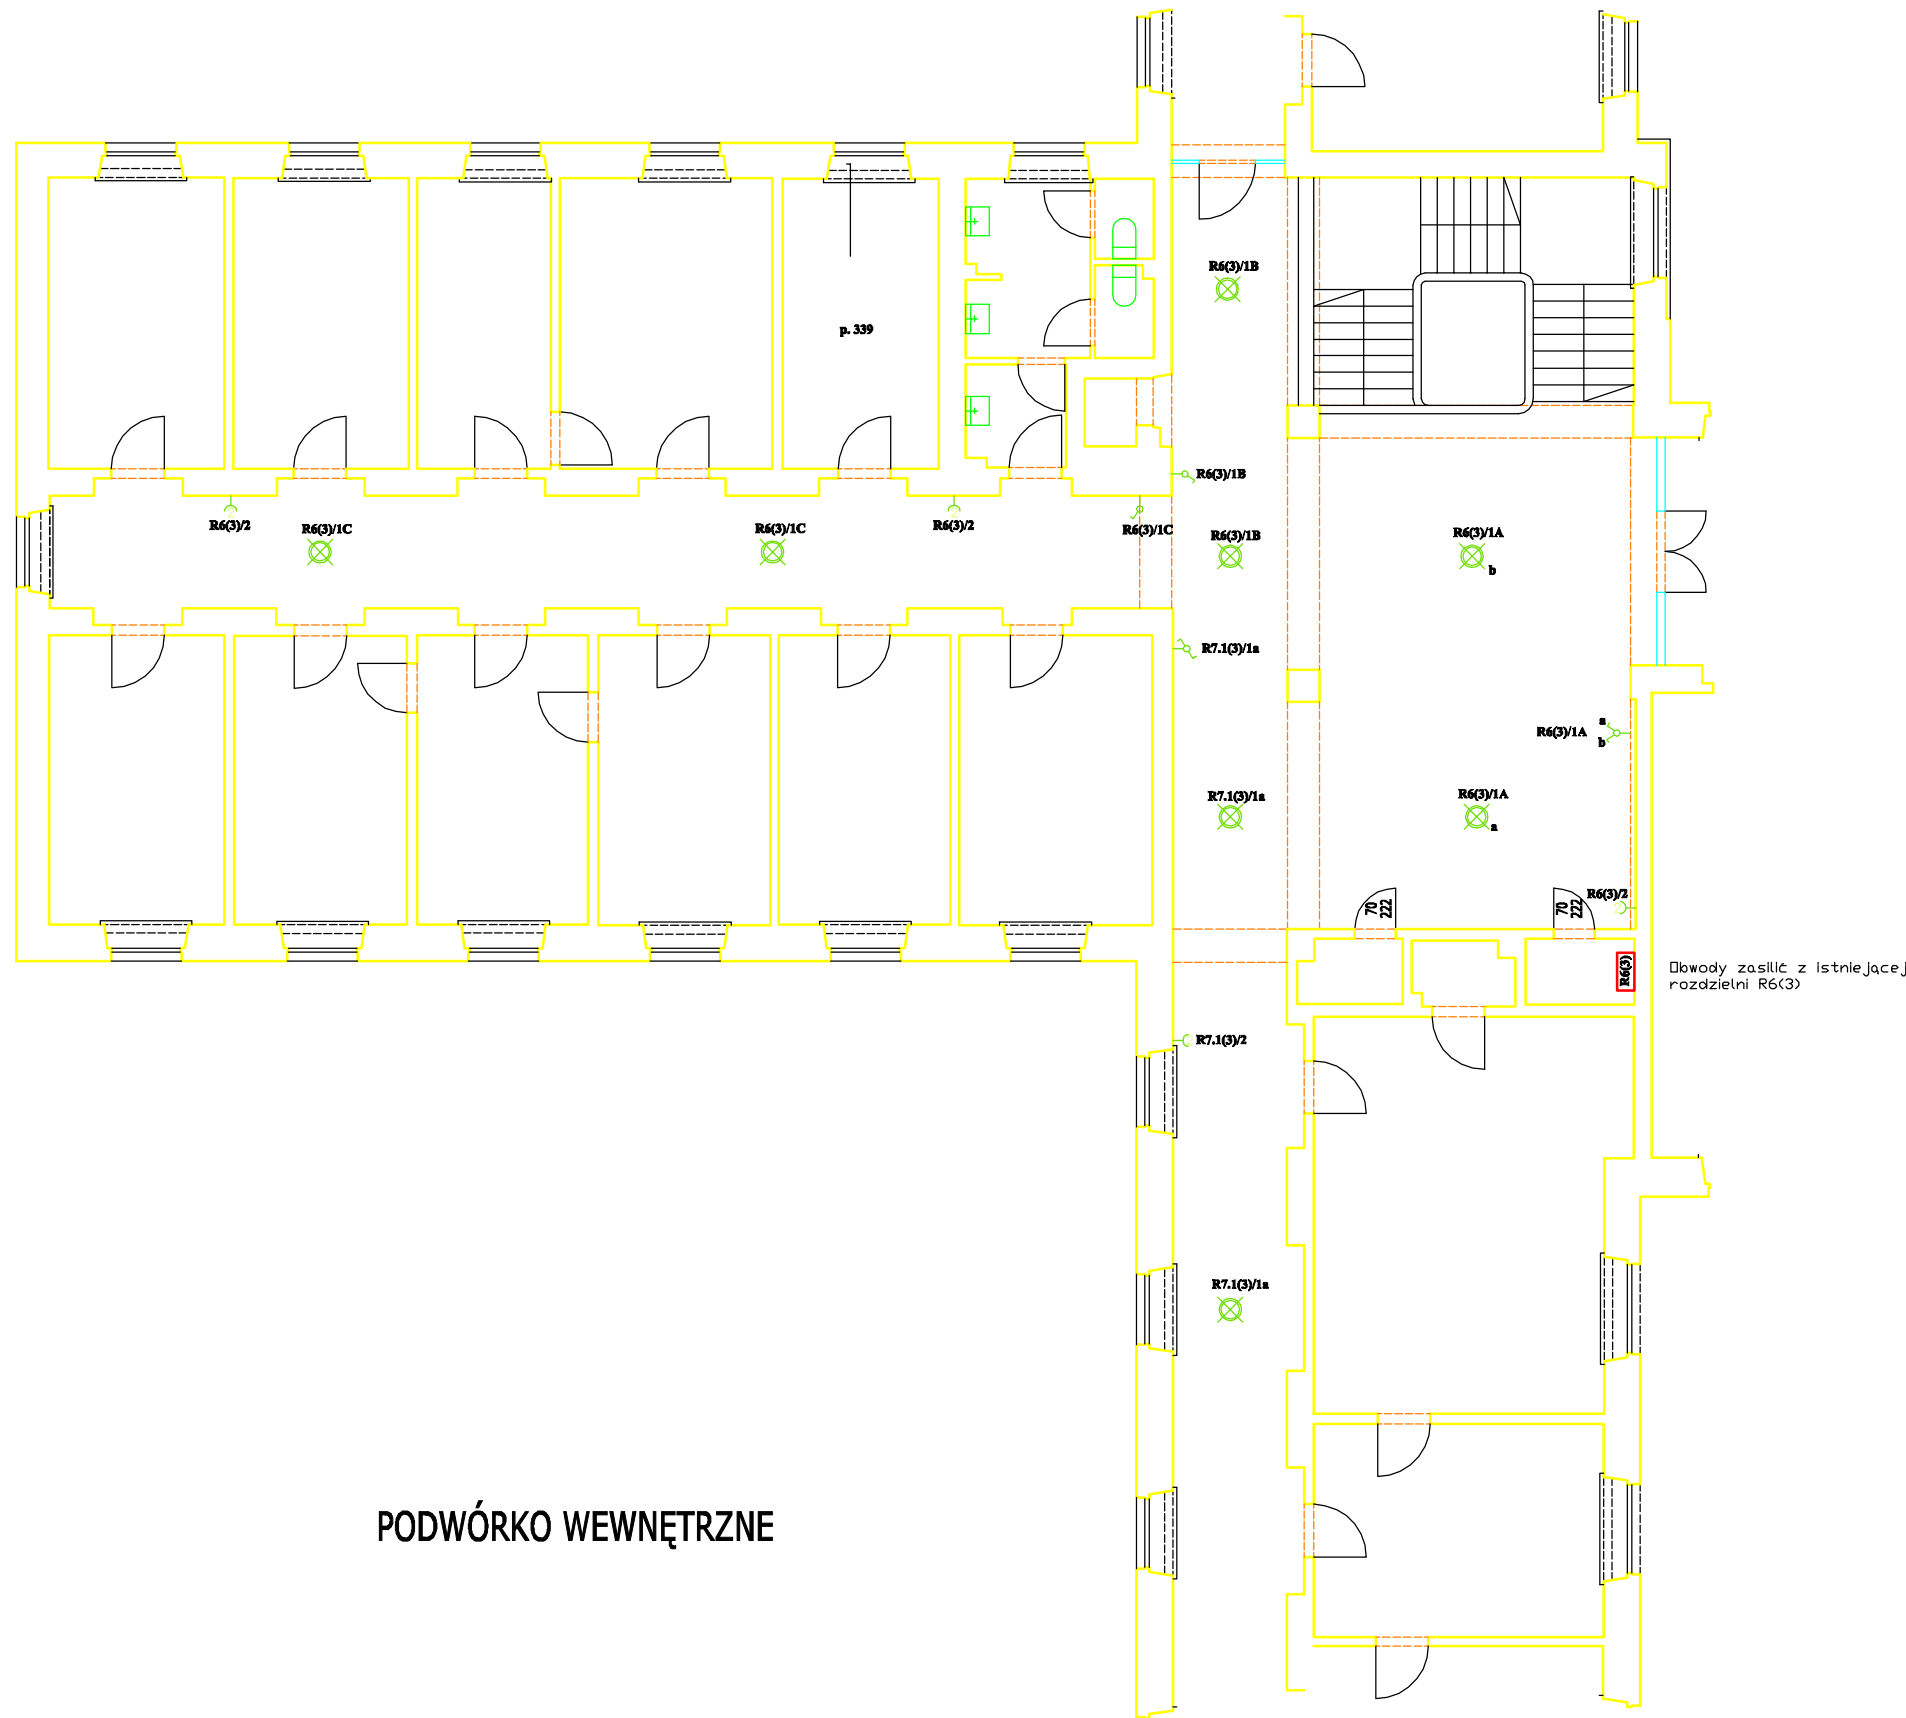 R6(3)/1B
p. 339
R6(3)/1B
R6(3)/2
R6(3)/1C
R6(3)/1C
R6(3)/2
R6(3)/1C
R6(3)/1B
R6(3)/1A
b
R7.1(3)/1a
a
R6(3)/1A
b
R7.1(3)/1a
R6(3)/1A
a
R6(3)/2
70
222
70
222
R6(3)
Obwody zasilić z istniejącej
rozdzielni R6(3)
R7.1(3)/2
R7.1(3)/1a
PODWÓRKO WEWNĘTRZNE